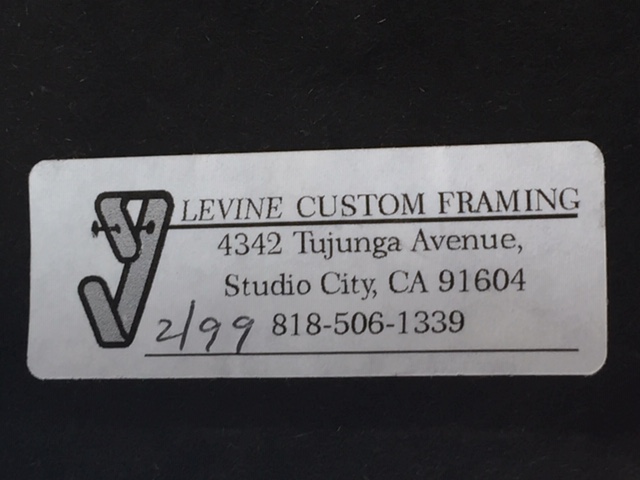 LEVINE CUSTOM FRAMING
4342 Tujunga Avenue,
Studio City, CA 91604
2/99 818-506-1339